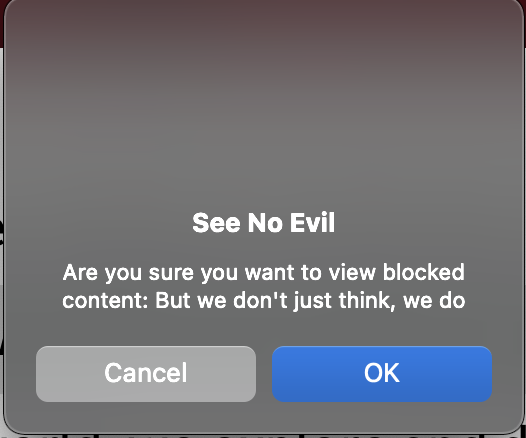 See No Evil
Are you sure you want to view blocked
content: But we don't just think, we do
Cancel
OK